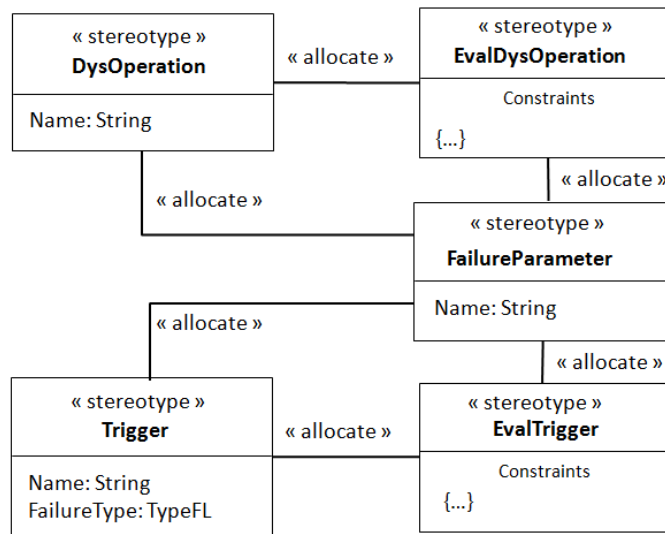 « stereotype »
DysOperation
Name: String
« allocate »
« stereotype »
EvalDysOperation
Constraints
{...}
« allocate »
« allocate »
« stereotype »
FailureParameter
Name: String
« allocate »
« allocate »
« stereotype »
Trigger
Name: String
FailureType: TypeFL
« allocate »
« stereotype »
EvalTrigger
Constraints
{...}